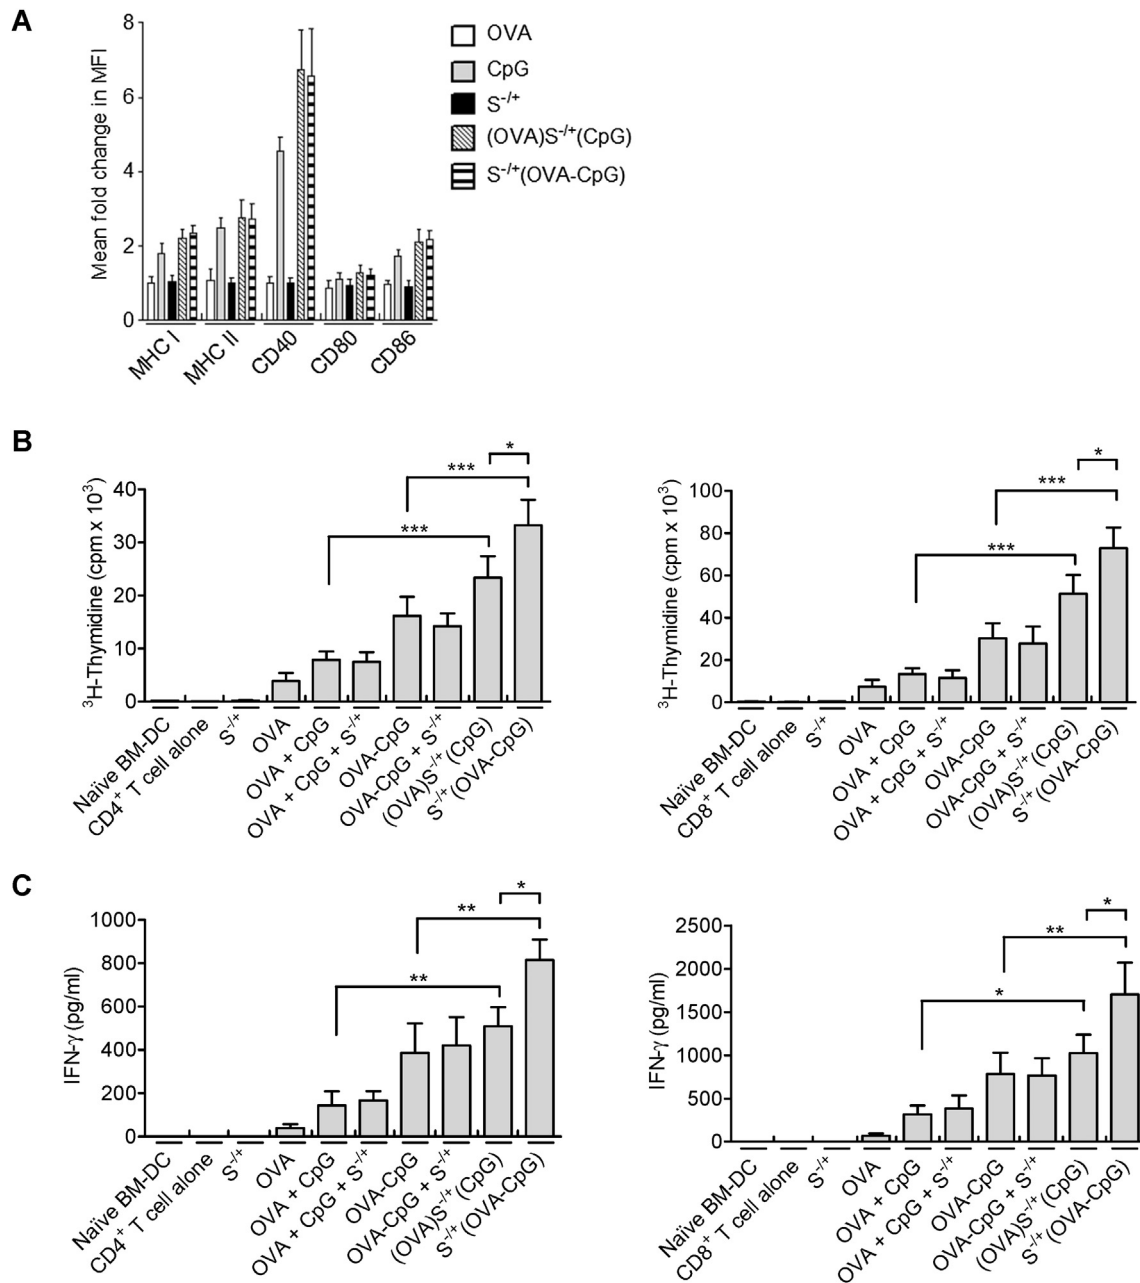 A
Mean fold change in MFI
8
6
4
2
0
MHC I
MHC II
CD40
CD80
CD86
OVA
CpG
S-/+
(OVA)S-/+(CpG)
S-/+(OVA-CpG)
B
3H-Thymidine (cpm x 103)
40
30
20
10
0
***
***
*
Naïve BM-DC
CD4+ T cell alone
S-/+
OVA
OVA + CpG
OVA + CpG + S-/+
OVA-CpG
OVA-CpG + S-/+
(OVA)S-/+ (CpG)
S-/+ (OVA-CpG)
3H-Thymidine (cpm x 103)
100
80
60
40
20
0
***
***
*
Naïve BM-DC
CD8+ T cell alone
S-/+
OVA
OVA + CpG
OVA + CpG + S-/+
OVA-CpG
OVA-CpG + S-/+
(OVA)S-/+ (CpG)
S-/+ (OVA-CpG)
C
IFN-γ (pg/ml)
1000
800
600
400
200
0
**
**
*
Naïve BM-DC
CD4+ T cell alone
S-/+
OVA
OVA + CpG
OVA + CpG + S-/+
OVA-CpG
OVA-CpG + S-/+
(OVA)S-/+ (CpG)
S-/+ (OVA-CpG)
IFN-γ (pg/ml)
2500
2000
1500
1000
500
0
*
**
*
Naïve BM-DC
CD8+ T cell alone
S-/+
OVA
OVA + CpG
OVA + CpG + S-/+
OVA-CpG
OVA-CpG + S-/+
(OVA)S-/+ (CpG)
S-/+ (OVA-CpG)